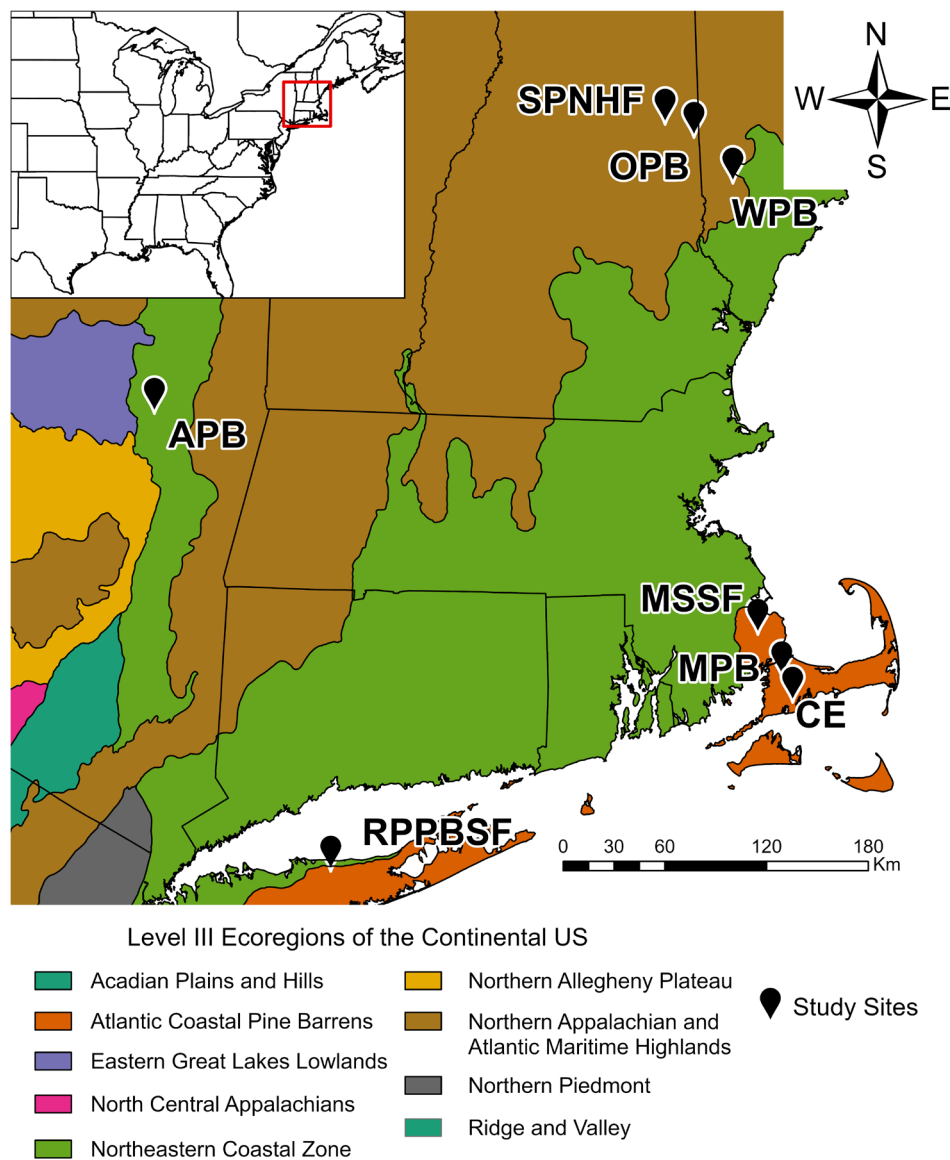 N
W E
S
SPNHF
OPB
WPB
APB
MSSF
MPB
CE
RPPBSF
0 30 60 120 180
Km
Level III Ecoregions of the Continental US
Acadian Plains and Hills
Atlantic Coastal Pine Barrens
Eastern Great Lakes Lowlands
North Central Appalachians
Northeastern Coastal Zone
Northern Allegheny Plateau
Northern Appalachian and
Atlantic Maritime Highlands
Northern Piedmont
Ridge and Valley
Study Sites